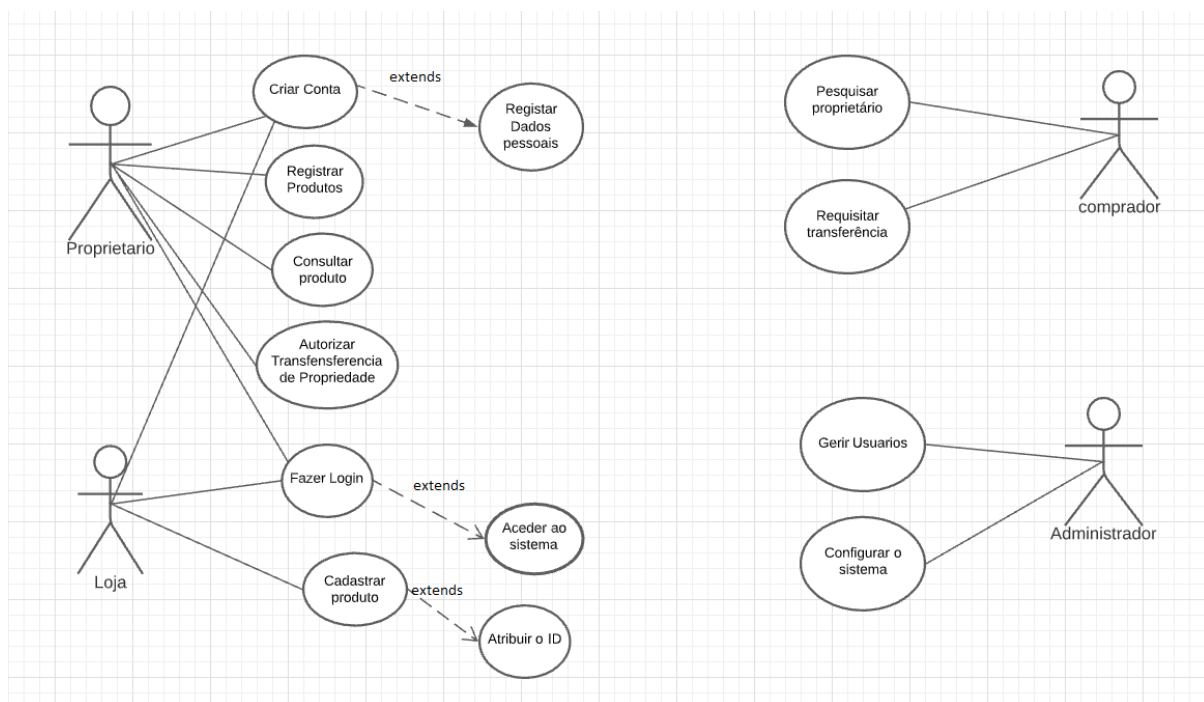 Criar Conta
extends
Registar
Dados
pessoais
Registrar
Produtos
Proprietario
Consultar
produto
Autorizar
Transfensferencia
de Propriedade
Fazer Login
extends
Aceder ao
sistema
Loja
Cadastrar
produto
extends
Atribuir o ID
Pesquisar
proprietário
Requisitar
transferência
comprador
Gerir Usuarios
Administrador
Configurar o
sistema